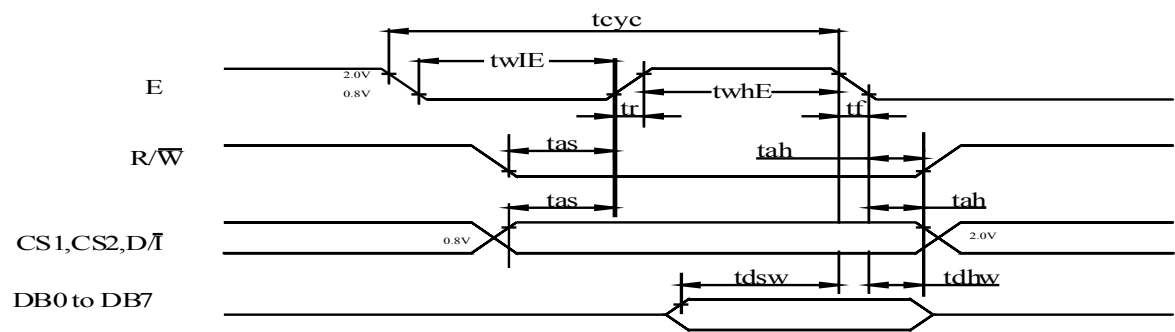 tcyc
twlE
E
2.0V
0.8V
twhE
tr
tf
R/W̅
tas
tah
tas
tah
CS1,CS2,D/I̅
0.8V
2.0V
tdsw
tdhw
DB0 to DB7